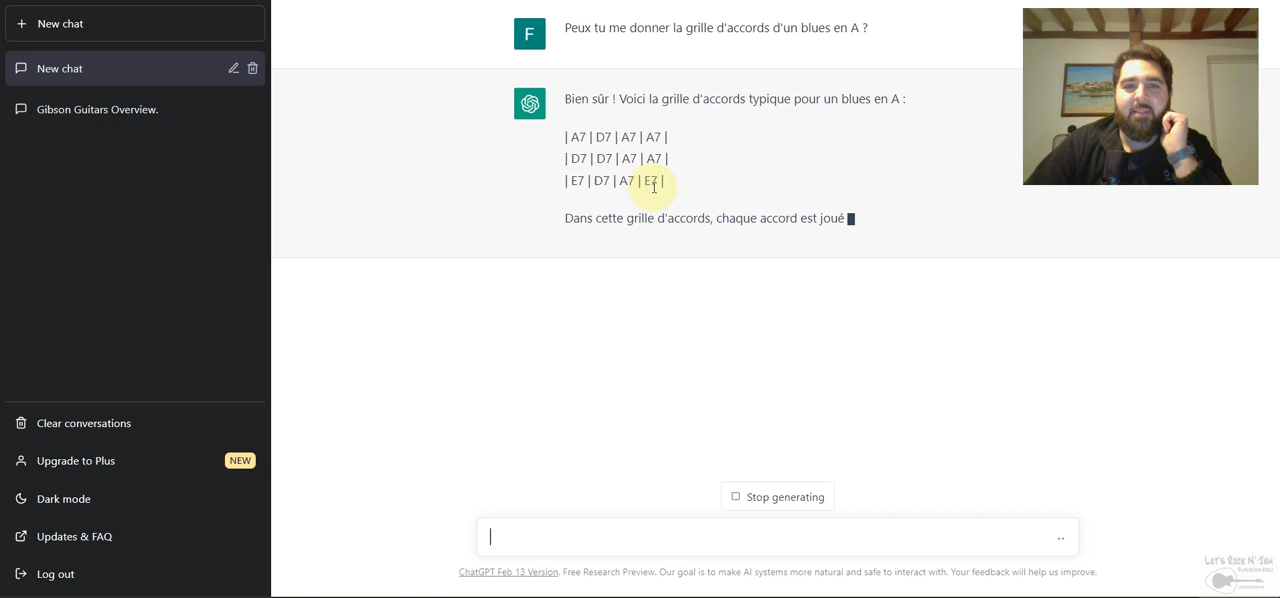 New chat
New chat
Gibson Guitars Overview.
Clear conversations
Upgrade to Plus
NEW
Dark mode
Updates & FAQ
Log out
F
Peux tu me donner la grille d'accords d'un blues en A ?
Bien sûr ! Voici la grille d'accords typique pour un blues en A :
| A7 | D7 | A7 | A7 |
| D7 | D7 | A7 | A7 |
| E7 | D7 | A7 | E7 |
Dans cette grille d'accords, chaque accord est joué
Stop generating
ChatGPT Feb 13 Version. Free Research Preview. Our goal is to make AI systems more natural and safe to interact with. Your feedback will help us improve.
LET'S ROCK N' JAM